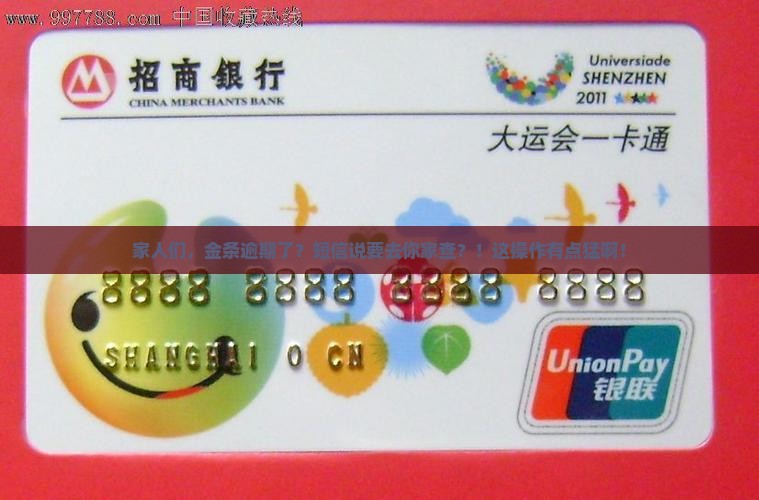 www.997788.com 中国收藏热线
招商银行
CHINA MERCHANTS BANK
Universiade
SHENZHEN
2011
大运会一卡通
家人们，金条逾期了？短信说要去你家查？！这操作有点猛啊！
8888 8888 8888 8888
SHANGHAI 0 CN
UnionPay
银联